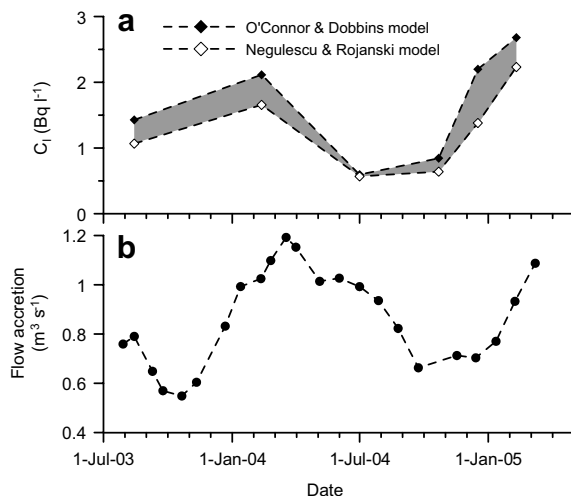 a
O'Connor & Dobbins model
Negulescu & Rojanski model
3
2
1
0
C_I (Bq l⁻¹)
b
1.2
1
0.8
0.6
0.4
Flow accretion
(m³ s⁻¹)
1-Jul-03 1-Jan-04 1-Jul-04 1-Jan-05
Date